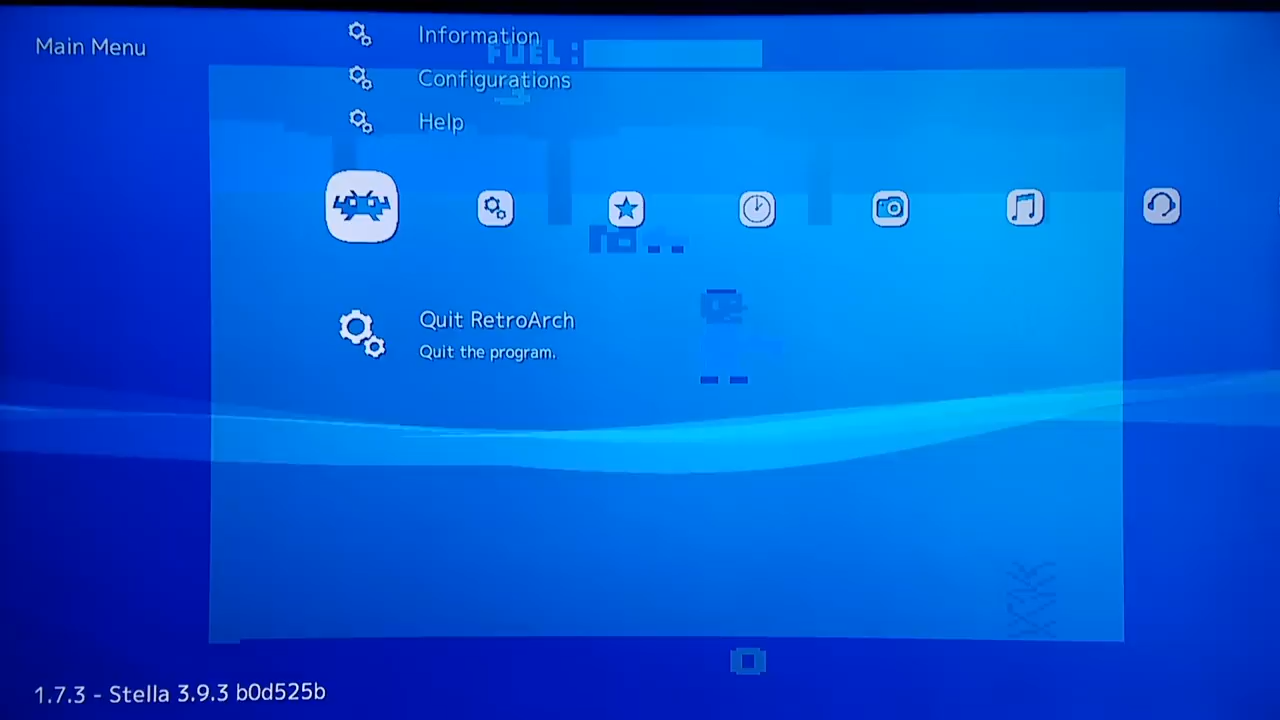 Main Menu
Information
FUEL:
Configurations
Help
Quit RetroArch
Quit the program.
1.7.3 - Stella 3.9.3 b0d525b